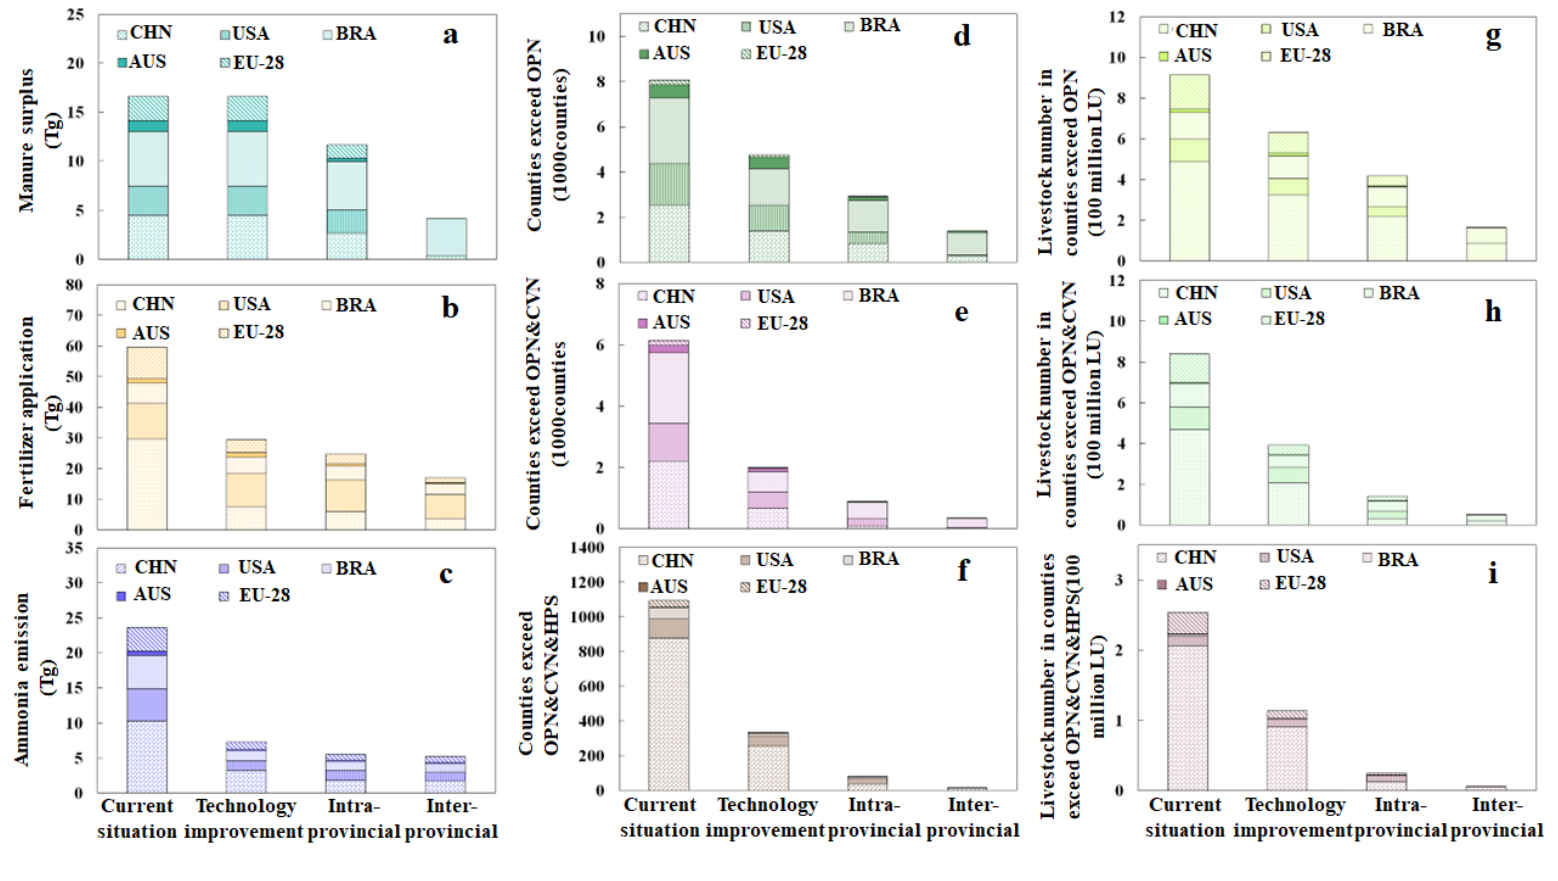 25
20
15
10
5
0
Manure surplus
(Tg)
CHN USA BRA
AUS EU-28
a
10
8
6
4
2
0
Counties exceed OPN
(1000counties)
CHN USA BRA
AUS EU-28
d
12
10
8
6
4
2
0
Livestock number in
counties exceed OPN
(100 million LU)
CHN USA BRA
AUS EU-28
g
80
70
60
50
40
30
20
10
0
Fertilizer application
(Tg)
CHN USA BRA
AUS EU-28
b
8
6
4
2
0
Counties exceed OPN&CVN
(1000counties
CHN USA BRA
AUS EU-28
e
12
10
8
6
4
2
0
Livestock number in
counties exceed OPN&CVN
(100 million LU)
CHN USA BRA
AUS EU-28
h
35
30
25
20
15
10
5
0
Ammonia emission
(Tg)
CHN USA BRA
AUS EU-28
c
Current Technology Intra- Inter-
situation improvement provincial provincial
1400
1200
1000
800
600
400
200
0
Counties exceed
OPN&CVN&HPS
CHN USA BRA
AUS EU-28
f
Current Technology Intra- Inter-
situation improvement provincial provincial
3
2
1
0
Livestock number in counties
exceed OPN&CVN&HPS(100
million LU)
CHN USA BRA
AUS EU-28
i
Current Technology Intra- Inter-
situation improvement provincial provincial